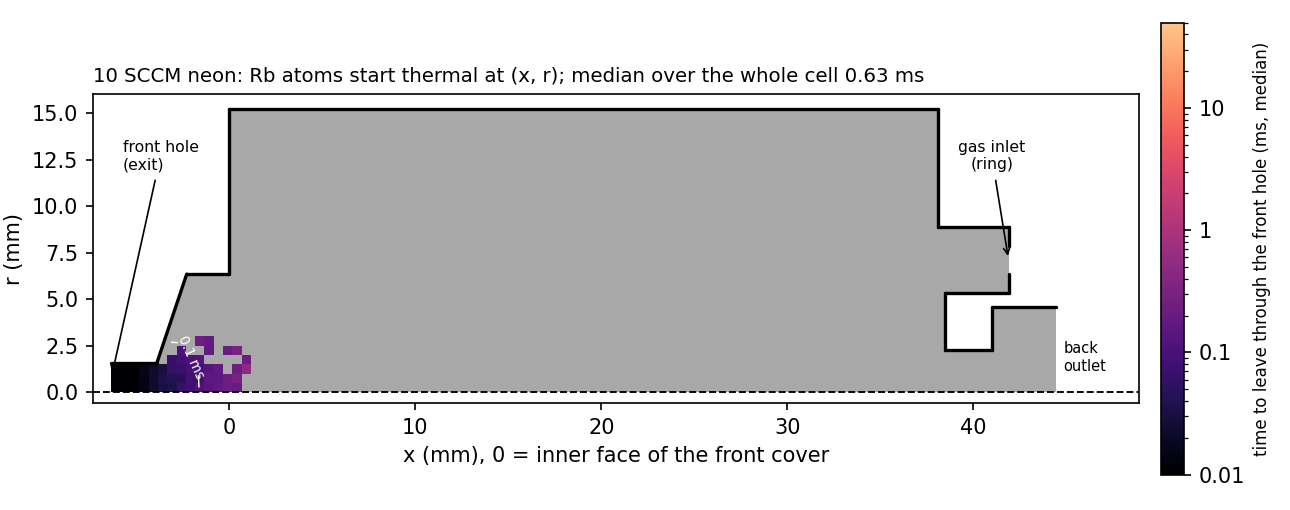 10 SCCM neon: Rb atoms start thermal at (x, r); median over the whole cell 0.63 ms
15.0
12.5
10.0
7.5
5.0
2.5
0.0
r (mm)
front hole
(exit)
gas inlet
(ring)
0.1 ms
back
outlet
0
10
20
30
40
x (mm), 0 = inner face of the front cover
10
1
0.1
0.01
time to leave through the front hole (ms, median)